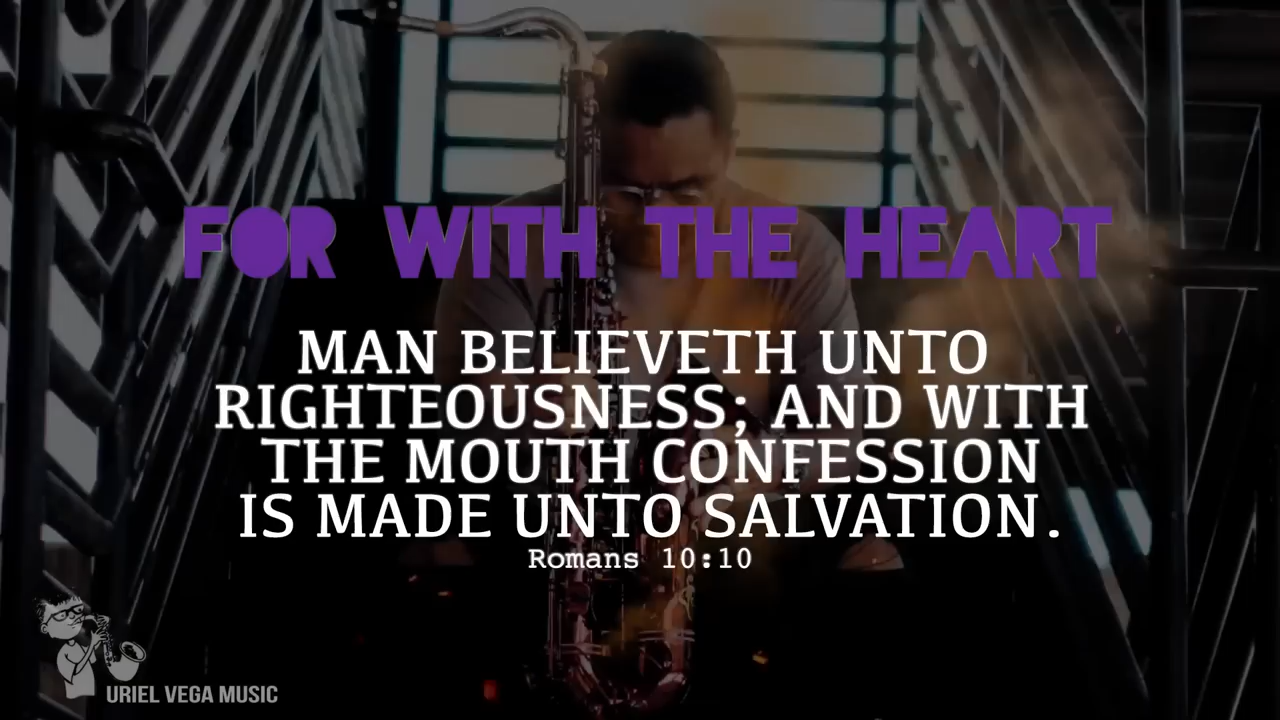 FOR WITH THE HEART
MAN BELIEVETH UNTO
RIGHTEOUSNESS; AND WITH
THE MOUTH CONFESSION
IS MADE UNTO SALVATION.
Romans 10:10
URIEL VEGA MUSIC